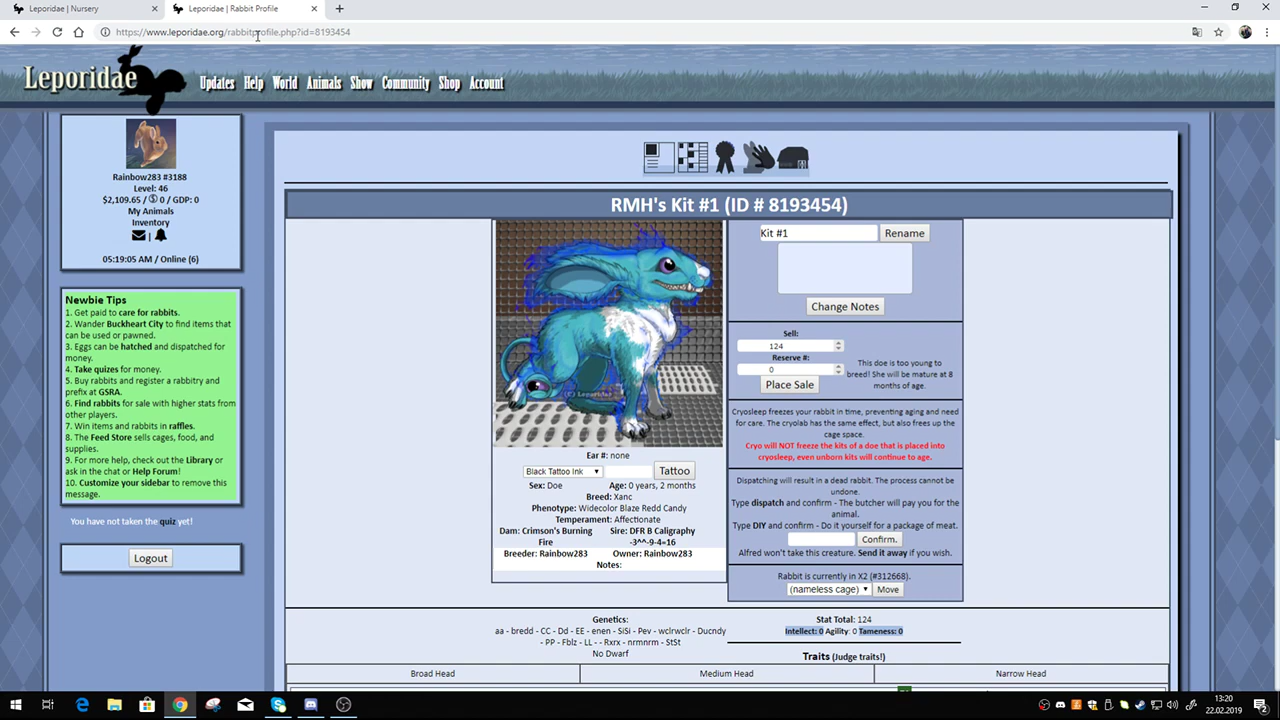 Leporidae | Nursery
Leporidae | Rabbit Profile
https://www.leporidae.org/rabbitprofile.php?id=8193454
Leporidae
Updates Help World Animals Show Community Shop Account
Rainbow283 #3188
Level: 46
$2,109.65 / 0 / GDP: 0
My Animals
Inventory
|
05:19:05 AM / Online (6)
Newbie Tips
1. Get paid to care for rabbits.
2. Wander Buckheart City to find items that
can be used or pawned.
3. Eggs can be hatched and dispatched for
money.
4. Take quizes for money.
5. Buy rabbits and register a rabbitry and
prefix at GSRA.
6. Find rabbits for sale with higher stats from
other players.
7. Win items and rabbits in raffles.
8. The Feed Store sells cages, food, and
supplies.
9. For more help, check out the Library or
ask in the chat or Help Forum!
10. Customize your sidebar to remove this
message.
You have not taken the quiz yet!
Logout
RMH's Kit #1 (ID # 8193454)
(C) Leporidae
Ear #: none
Black Tattoo Ink Tattoo
Sex: Doe Age: 0 years, 2 months
Breed: Xanc
Phenotype: Widecolor Blaze Redd Candy
Temperament: Affectionate
Dam: Crimson's Burning Fire
Sire: DFR B Caligraphy -3^^-9-4=16
Breeder: Rainbow283 Owner: Rainbow283
Notes:
Kit #1 Rename
Change Notes
Sell:
124
Reserve #:
0
Place Sale
This doe is too young to
breed! She will be mature at 8
months of age.
Cryosleep freezes your rabbit in time, preventing aging and need
for care. The cryolab has the same effect, but also frees up the
cage space.
Cryo will NOT freeze the kits of a doe that is placed into
cryosleep, even unborn kits will continue to age.
Dispatching will result in a dead rabbit. The process cannot be
undone.
Type dispatch and confirm - The butcher will pay you for the
animal.
Type DIY and confirm - Do it yourself for a package of meat.
Confirm.
Alfred won't take this creature. Send it away if you wish.
Rabbit is currently in X2 (#312668).
(nameless cage) Move
Genetics:
aa - bredd - CC - Dd - EE - enen - SiSi - Pev - wclrwclr - Ducndy
- PP - Fblz - LL - - Rxrx - nrmnrm - StSt
No Dwarf
Stat Total: 124
Intellect: 0 Agility: 0 Tameness: 0
Traits (Judge traits!)
Broad Head Medium Head Narrow Head
13:20
22.02.2019